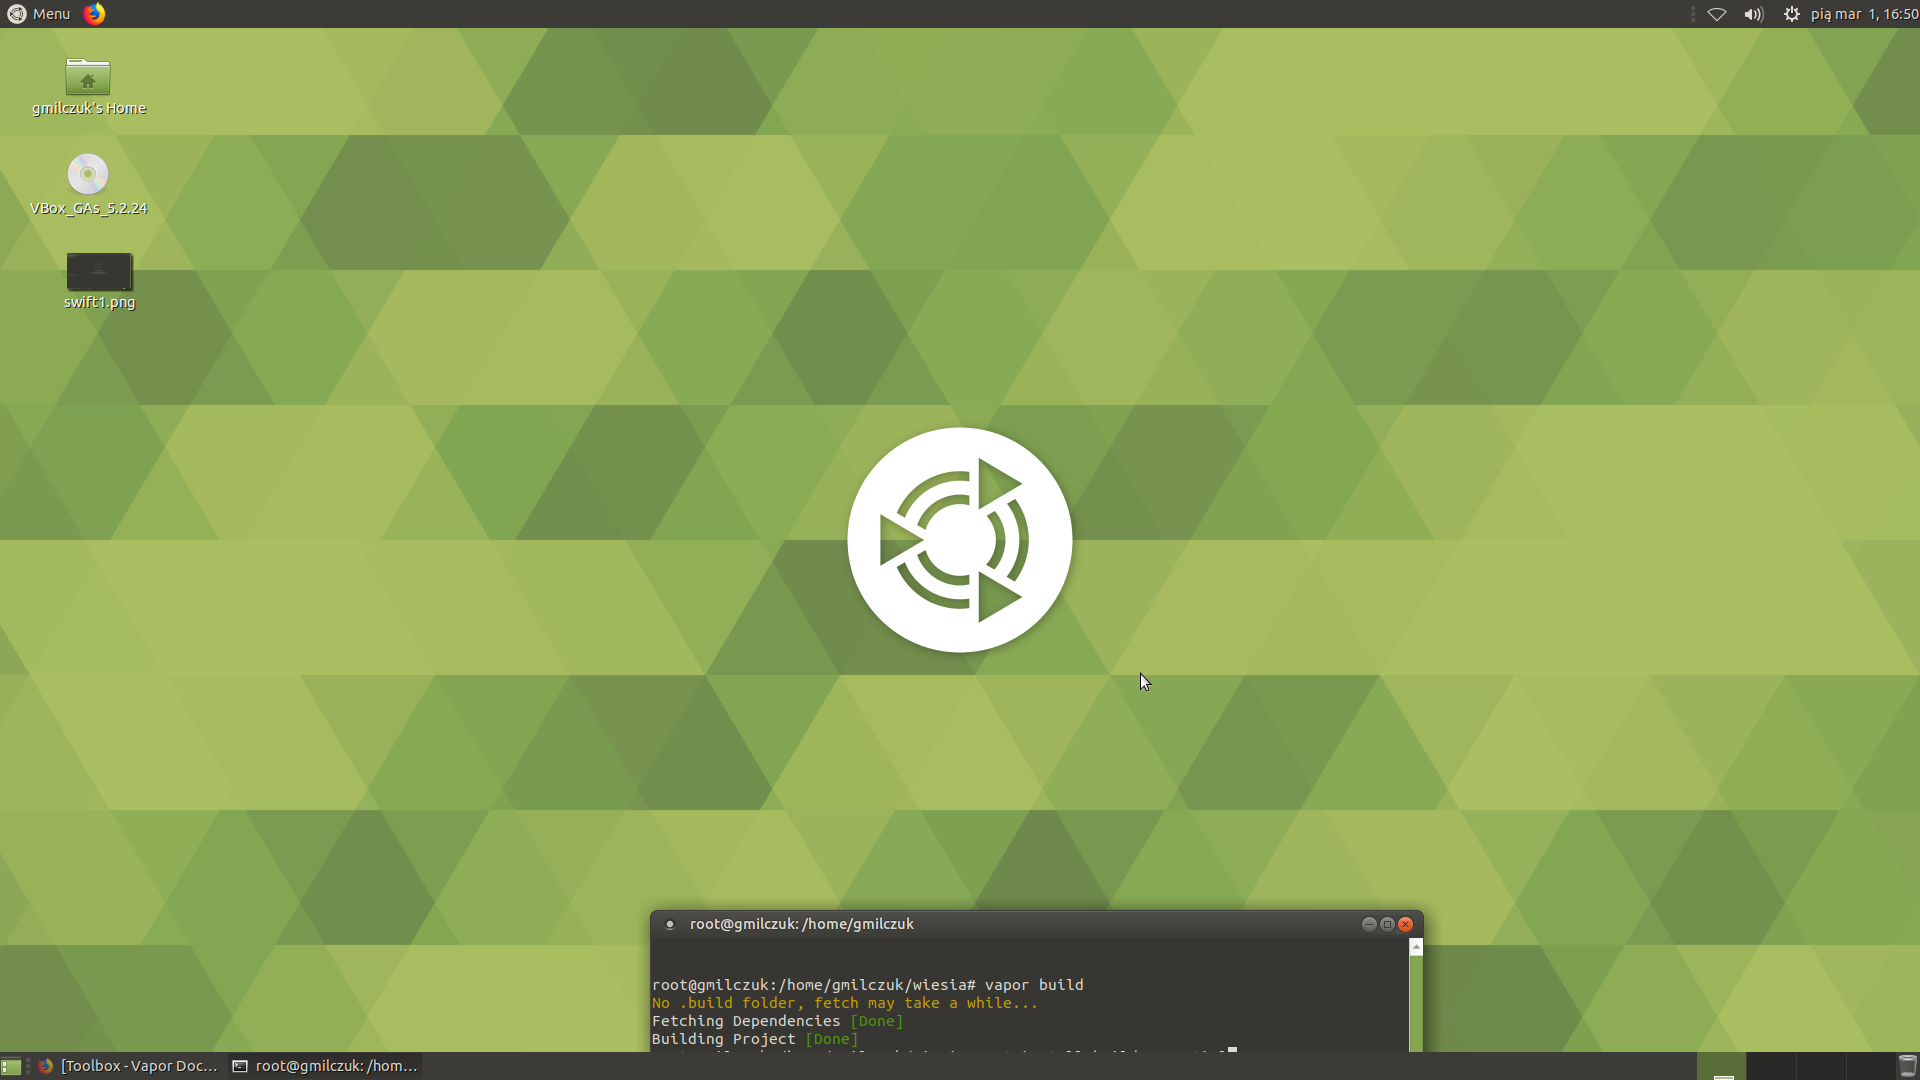 Menu
pią mar 1, 16:50
gmilczuk's Home
VBox_GAs_5.2.24
swift1.png
root@gmilczuk: /home/gmilczuk
root@gmilczuk:/home/gmilczuk/wiesia# vapor build
No .build folder, fetch may take a while...
Fetching Dependencies [Done]
Building Project [Done]
[Toolbox - Vapor Doc...
root@gmilczuk: /hom...